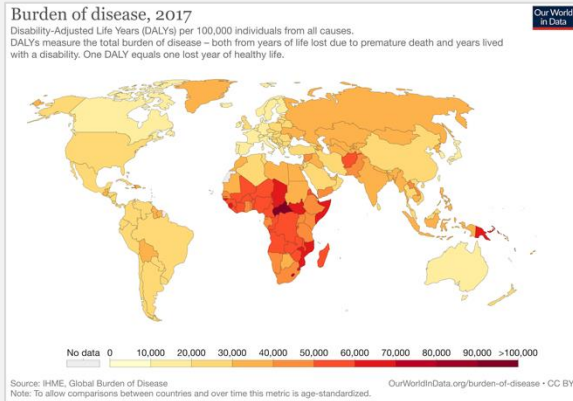 Burden of disease, 2017
Our World
in Data
Disability-Adjusted Life Years (DALYs) per 100,000 individuals from all causes.
DALYs measure the total burden of disease – both from years of life lost due to premature death and years lived
with a disability. One DALY equals one lost year of healthy life.
No data 0 10,000 20,000 30,000 40,000 50,000 60,000 70,000 80,000 90,000 >100,000
Source: IHME, Global Burden of Disease OurWorldInData.org/burden-of-disease • CC BY
Note: To allow comparisons between countries and over time this metric is age-standardized.